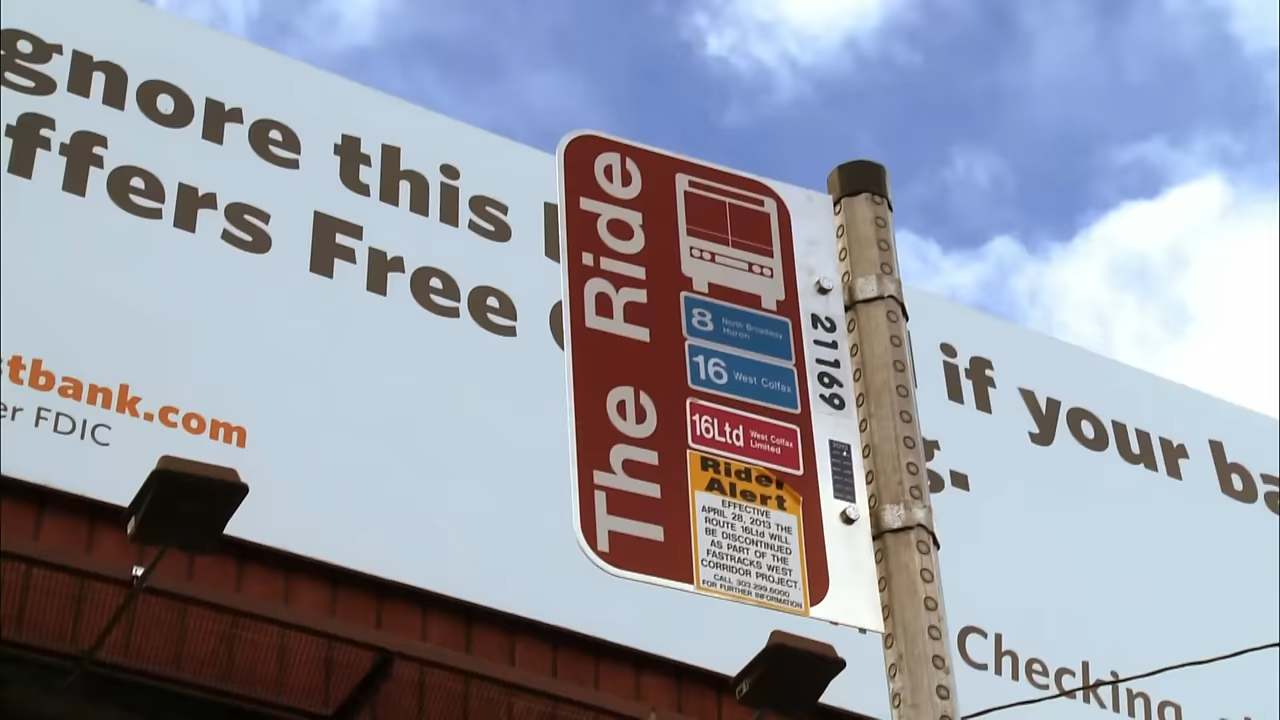 gnore this
ffers Free
if your ba
g.
tbank.com
er FDIC
Checking
The Ride
8 North Broadway
Huron
16 West Colfax
16Ltd West Colfax
Limited
21169
Rider
Alert
EFFECTIVE
APRIL 28, 2013 THE
ROUTE 16Ltd WILL
BE DISCONTINUED
AS PART OF THE
FASTRACKS WEST
CORRIDOR PROJECT.
CALL 303.299.6000
FOR FURTHER INFORMATION